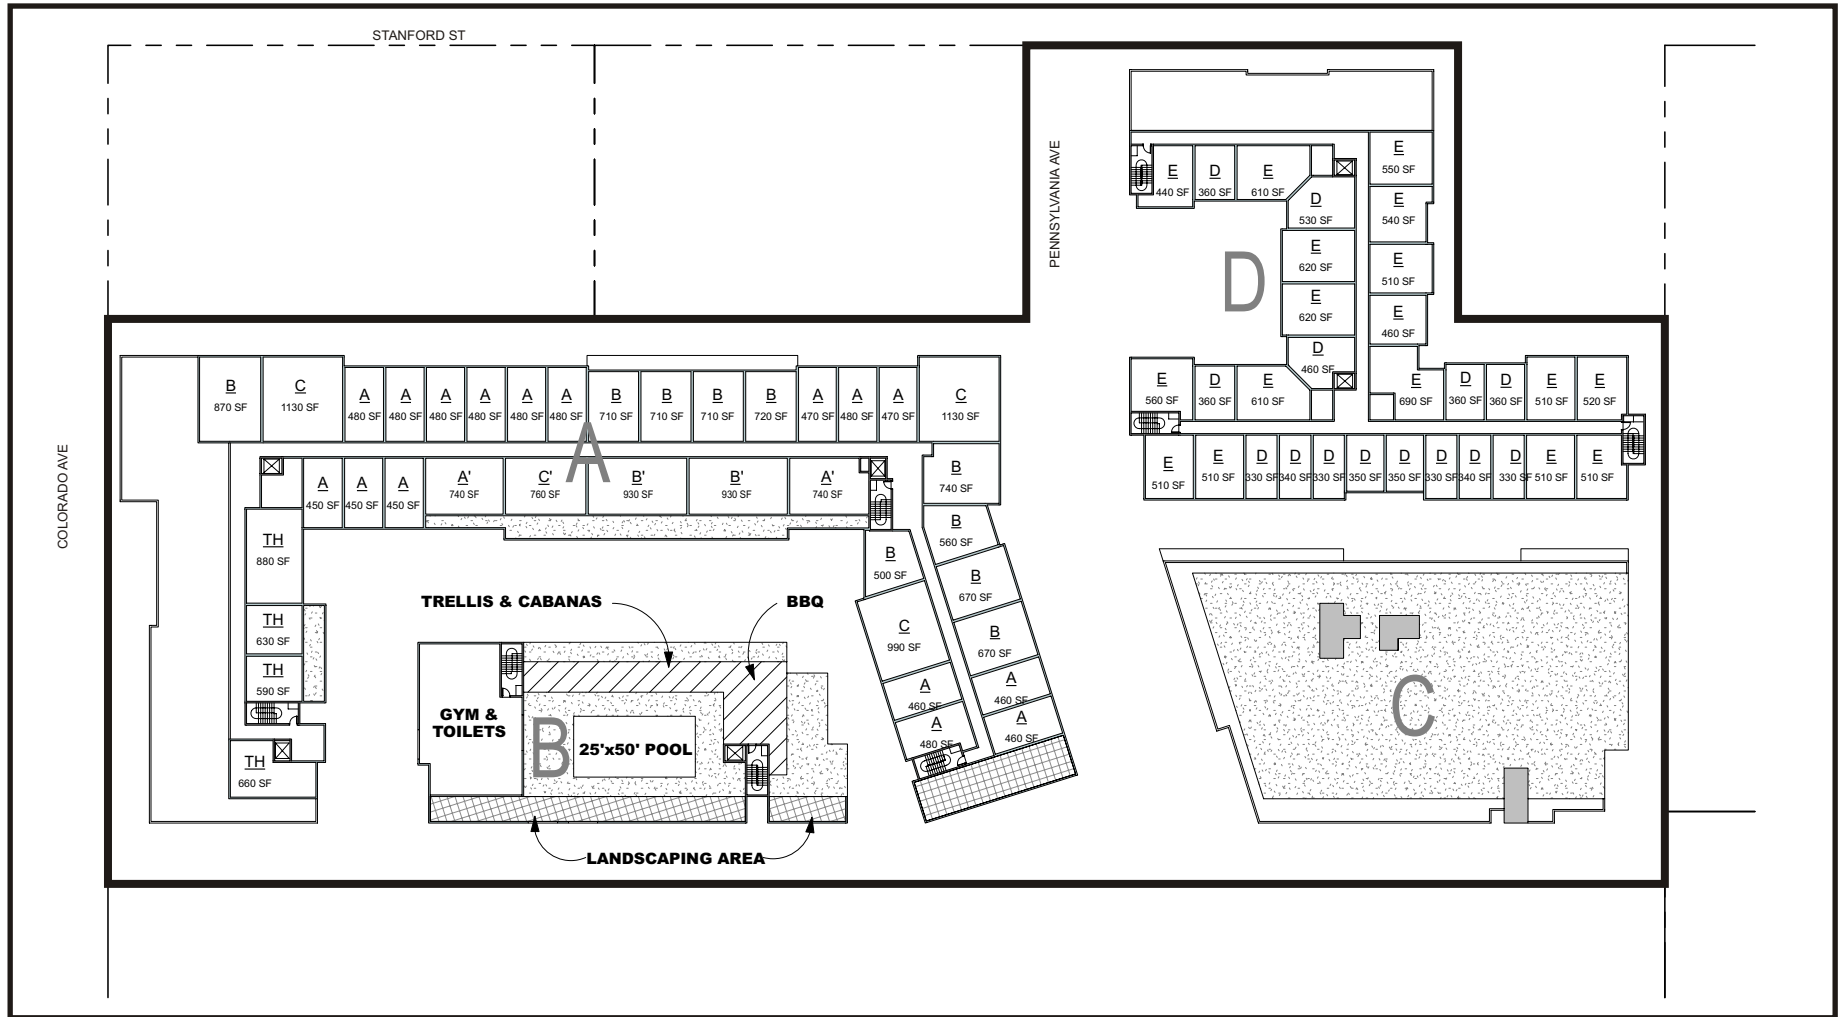 STANFORD ST
COLORADO AVE
PENNSYLVANIA AVE
B
870 SF
C
1130 SF
A
480 SF
A
480 SF
A
480 SF
A
480 SF
A
480 SF
A
480 SF
B
710 SF
B
710 SF
B
710 SF
B
720 SF
A
470 SF
A
480 SF
A
470 SF
C
1130 SF
A
A
450 SF
A
450 SF
A
450 SF
A'
740 SF
C'
760 SF
B'
930 SF
B'
930 SF
A'
740 SF
B
740 SF
B
560 SF
B
500 SF
B
670 SF
C
990 SF
B
670 SF
A
460 SF
A
460 SF
A
480 SF
A
460 SF
TH
880 SF
TH
630 SF
TH
590 SF
TH
660 SF
TRELLIS & CABANAS
BBQ
GYM &
TOILETS
B
25'x50' POOL
LANDSCAPING AREA
E
440 SF
D
360 SF
E
610 SF
E
550 SF
D
530 SF
E
540 SF
E
620 SF
E
510 SF
D
E
620 SF
E
460 SF
D
460 SF
E
560 SF
D
360 SF
E
610 SF
E
690 SF
D
360 SF
D
360 SF
E
510 SF
E
520 SF
E
510 SF
E
510 SF
D
330 SF
D
340 SF
D
330 SF
D
350 SF
D
350 SF
D
330 SF
D
340 SF
D
330 SF
E
510 SF
E
510 SF
C